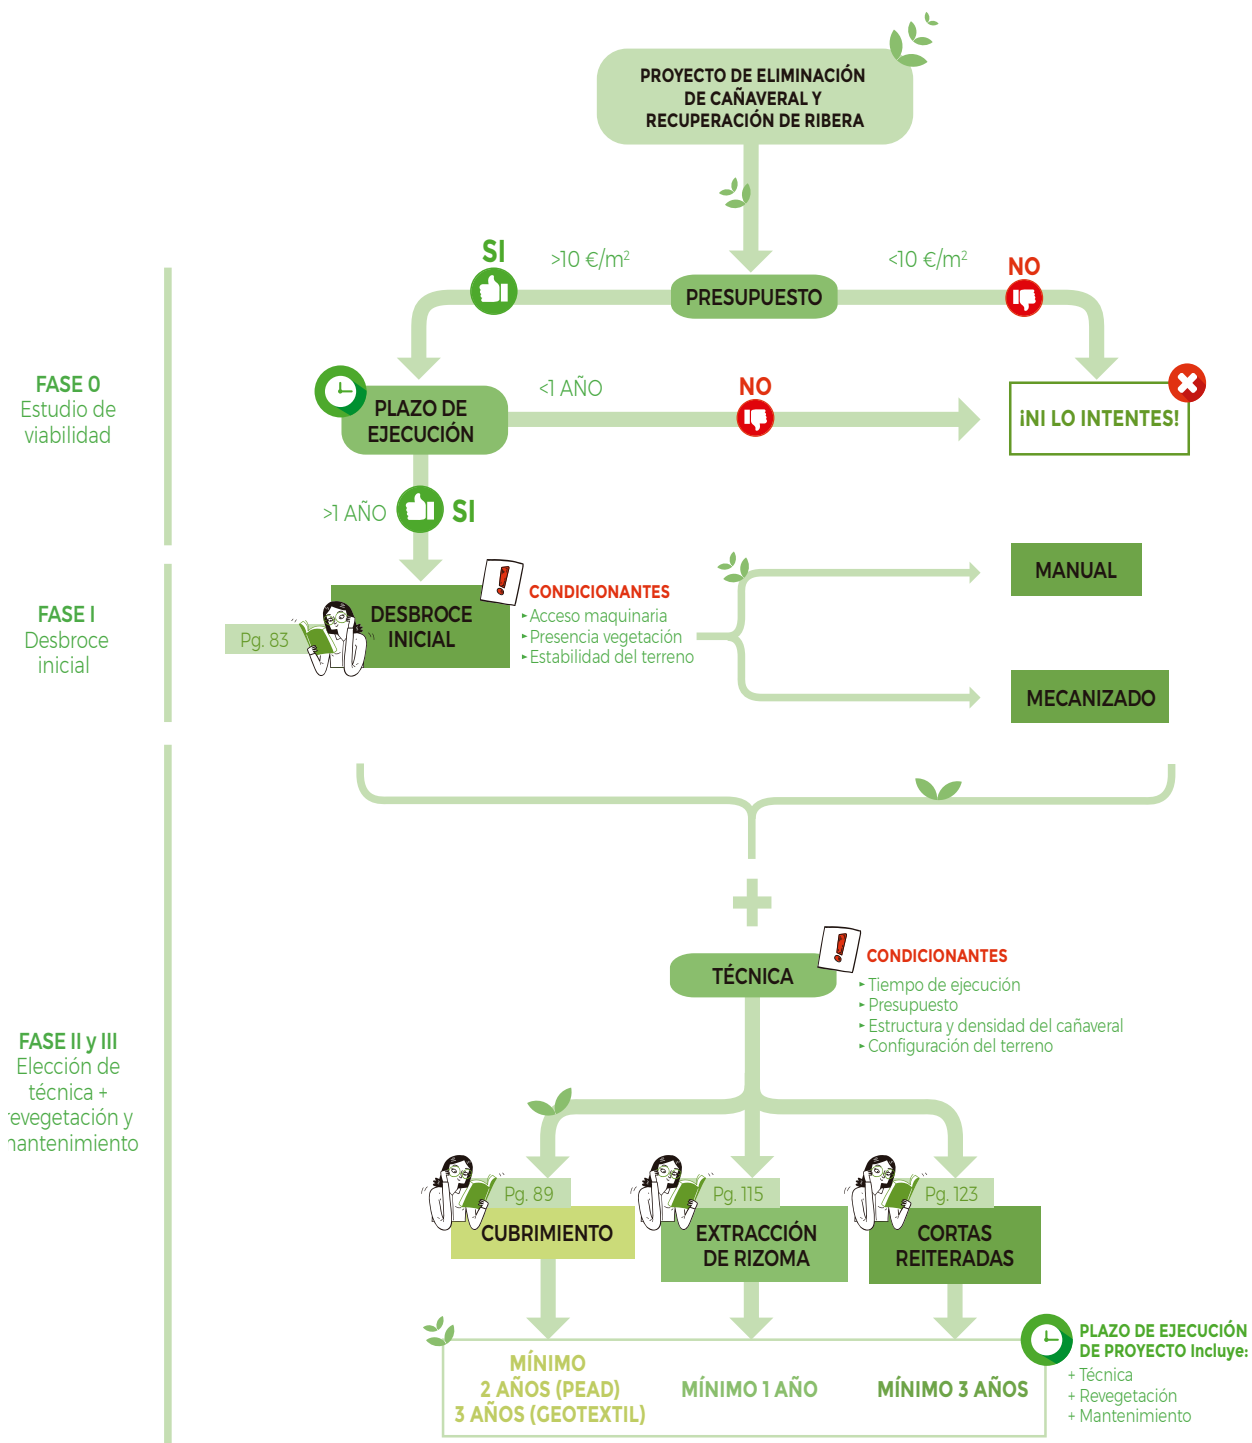 PROYECTO DE ELIMINACIÓN
DE CAÑAVERAL Y
RECUPERACIÓN DE RIBERA
SI
>10 €/m²
<10 €/m²
NO
PRESUPUESTO
FASE 0
Estudio de
viabilidad
PLAZO DE
EJECUCIÓN
<1 AÑO
NO
¡NI LO INTENTES!
>1 AÑO
SI
FASE I
Desbroce
inicial
Pg. 83
DESBROCE
INICIAL
CONDICIONANTES
Acceso maquinaria
Presencia vegetación
Estabilidad del terreno
MANUAL
MECANIZADO
+
TÉCNICA
CONDICIONANTES
Tiempo de ejecución
Presupuesto
Estructura y densidad del cañaveral
Configuración del terreno
FASE II y III
Elección de
técnica +
revegetación y
mantenimiento
Pg. 89
CUBRIMIENTO
Pg. 115
EXTRACCIÓN
DE RIZOMA
Pg. 123
CORTAS
REITERADAS
MÍNIMO
2 AÑOS (PEAD)
3 AÑOS (GEOTEXTIL)
MÍNIMO 1 AÑO
MÍNIMO 3 AÑOS
PLAZO DE EJECUCIÓN
DE PROYECTO Incluye:
+ Técnica
+ Revegetación
+ Mantenimiento